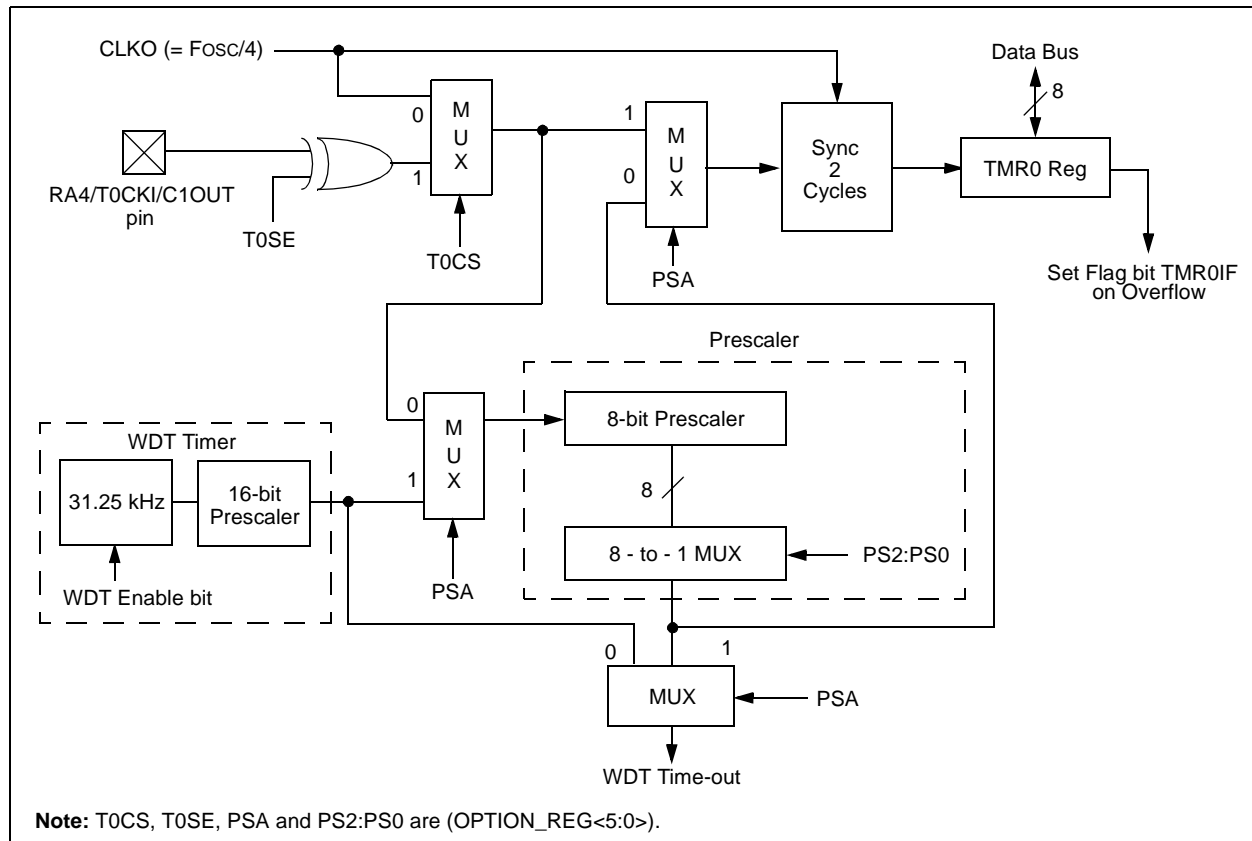 CLKO (= FOSC/4)
Data Bus
8
0
M
U
X
1
1
M
U
X
0
Sync
2
Cycles
TMR0 Reg
RA4/T0CKI/C1OUT
pin
T0SE
T0CS
PSA
Set Flag bit TMR0IF
on Overflow
Prescaler
0
M
U
X
1
8-bit Prescaler
WDT Timer
31.25 kHz
16-bit
Prescaler
8
8 - to - 1 MUX
PS2:PS0
WDT Enable bit
PSA
0
1
MUX
PSA
WDT Time-out
Note: T0CS, T0SE, PSA and PS2:PS0 are (OPTION_REG<5:0>).